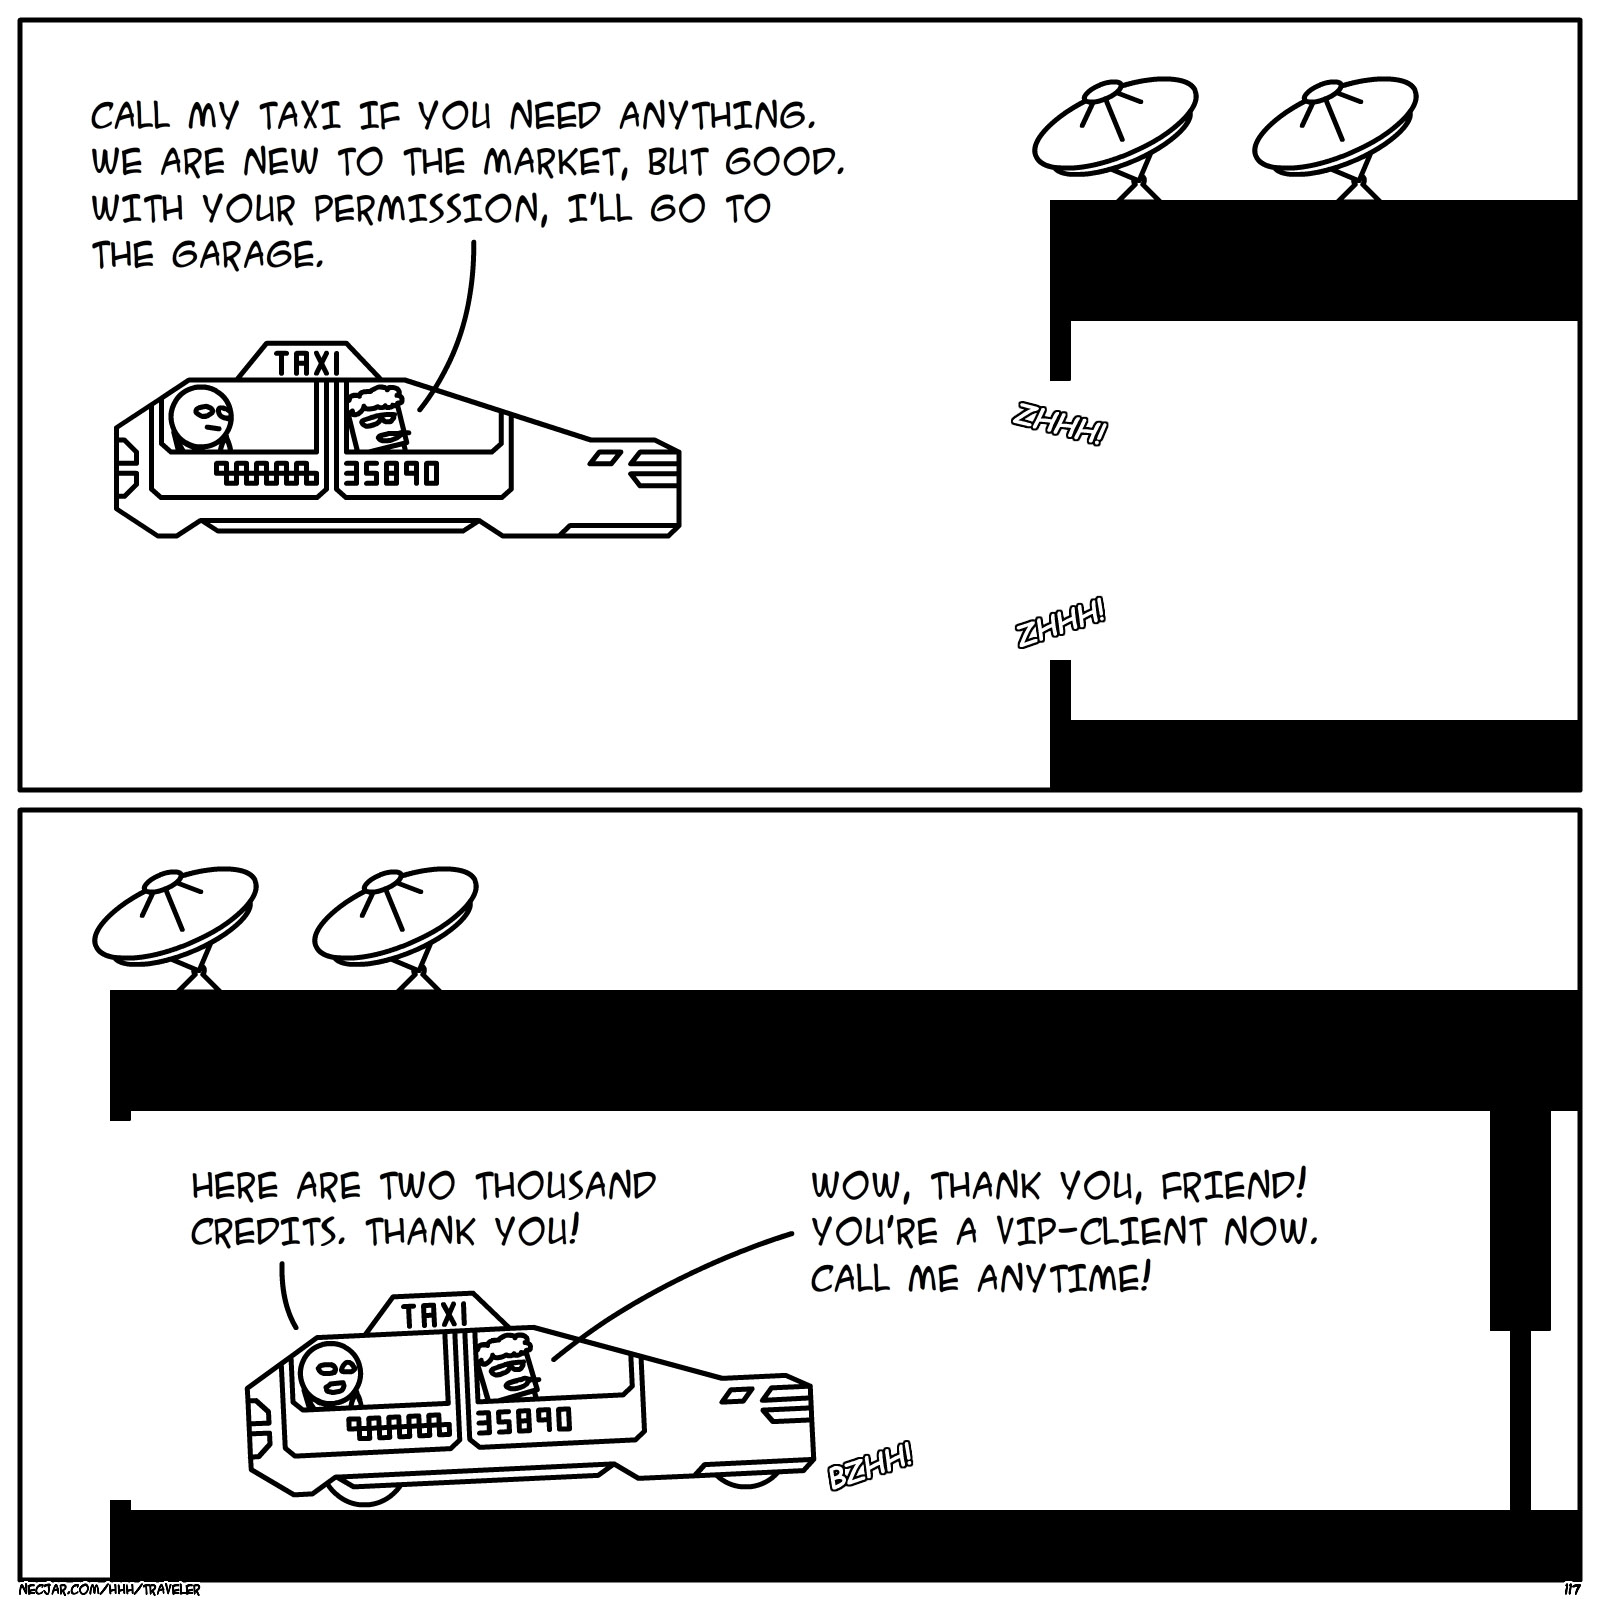 CALL MY TAXI IF YOU NEED ANYTHING.
WE ARE NEW TO THE MARKET, BUT GOOD.
WITH YOUR PERMISSION, I'LL GO TO
THE GARAGE.
TAXI
35890
ZHHH!
ZHHH!
HERE ARE TWO THOUSAND
CREDITS. THANK YOU!
WOW, THANK YOU, FRIEND!
YOU'RE A VIP-CLIENT NOW.
CALL ME ANYTIME!
TAXI
35890
BZHH!
NECJAR.COM/HHH/TRAVELER
117